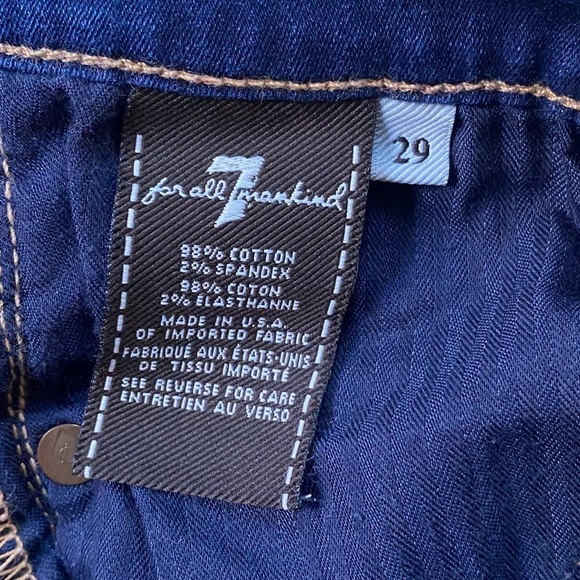 7
for all mankind
29
98% COTTON
2% SPANDEX
98% COTON
2% ÉLASTHANNE
MADE IN U.S.A.
OF IMPORTED FABRIC
FABRIQUÉ AUX ÉTATS-UNIS
DE TISSU IMPORTÉ
SEE REVERSE FOR CARE
ENTRETIEN AU VERSO